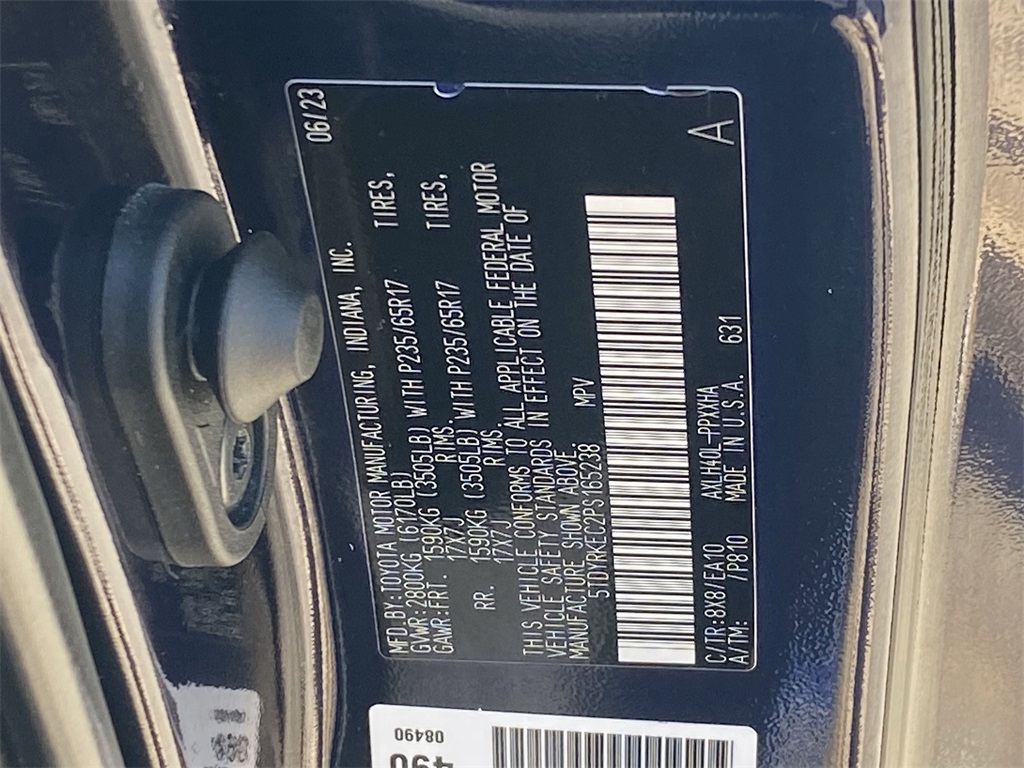 MFD BY:TOYOTA MOTOR MANUFACTURING, INDIANA, INC. 06/23
GVWR:2800KG (6170LB)
GAWR:FRT. 1590KG (3505LB) WITH P235/65R17 TIRES,
17X7J RIMS.
RR. 1590KG (3505LB) WITH P235/65R17 TIRES,
17X7J RIMS
THIS VEHICLE CONFORMS TO ALL APPLICABLE FEDERAL MOTOR
VEHICLE SAFETY STANDARDS IN EFFECT ON THE DATE OF
MANUFACTURE SHOWN ABOVE.
5TDYRKEC2PS165238 MPV
C/TR:8X8/EA10 AXLH40L-PPXXHA
A/TM: /P810 MADE IN U.S.A. 631 A
08490
490